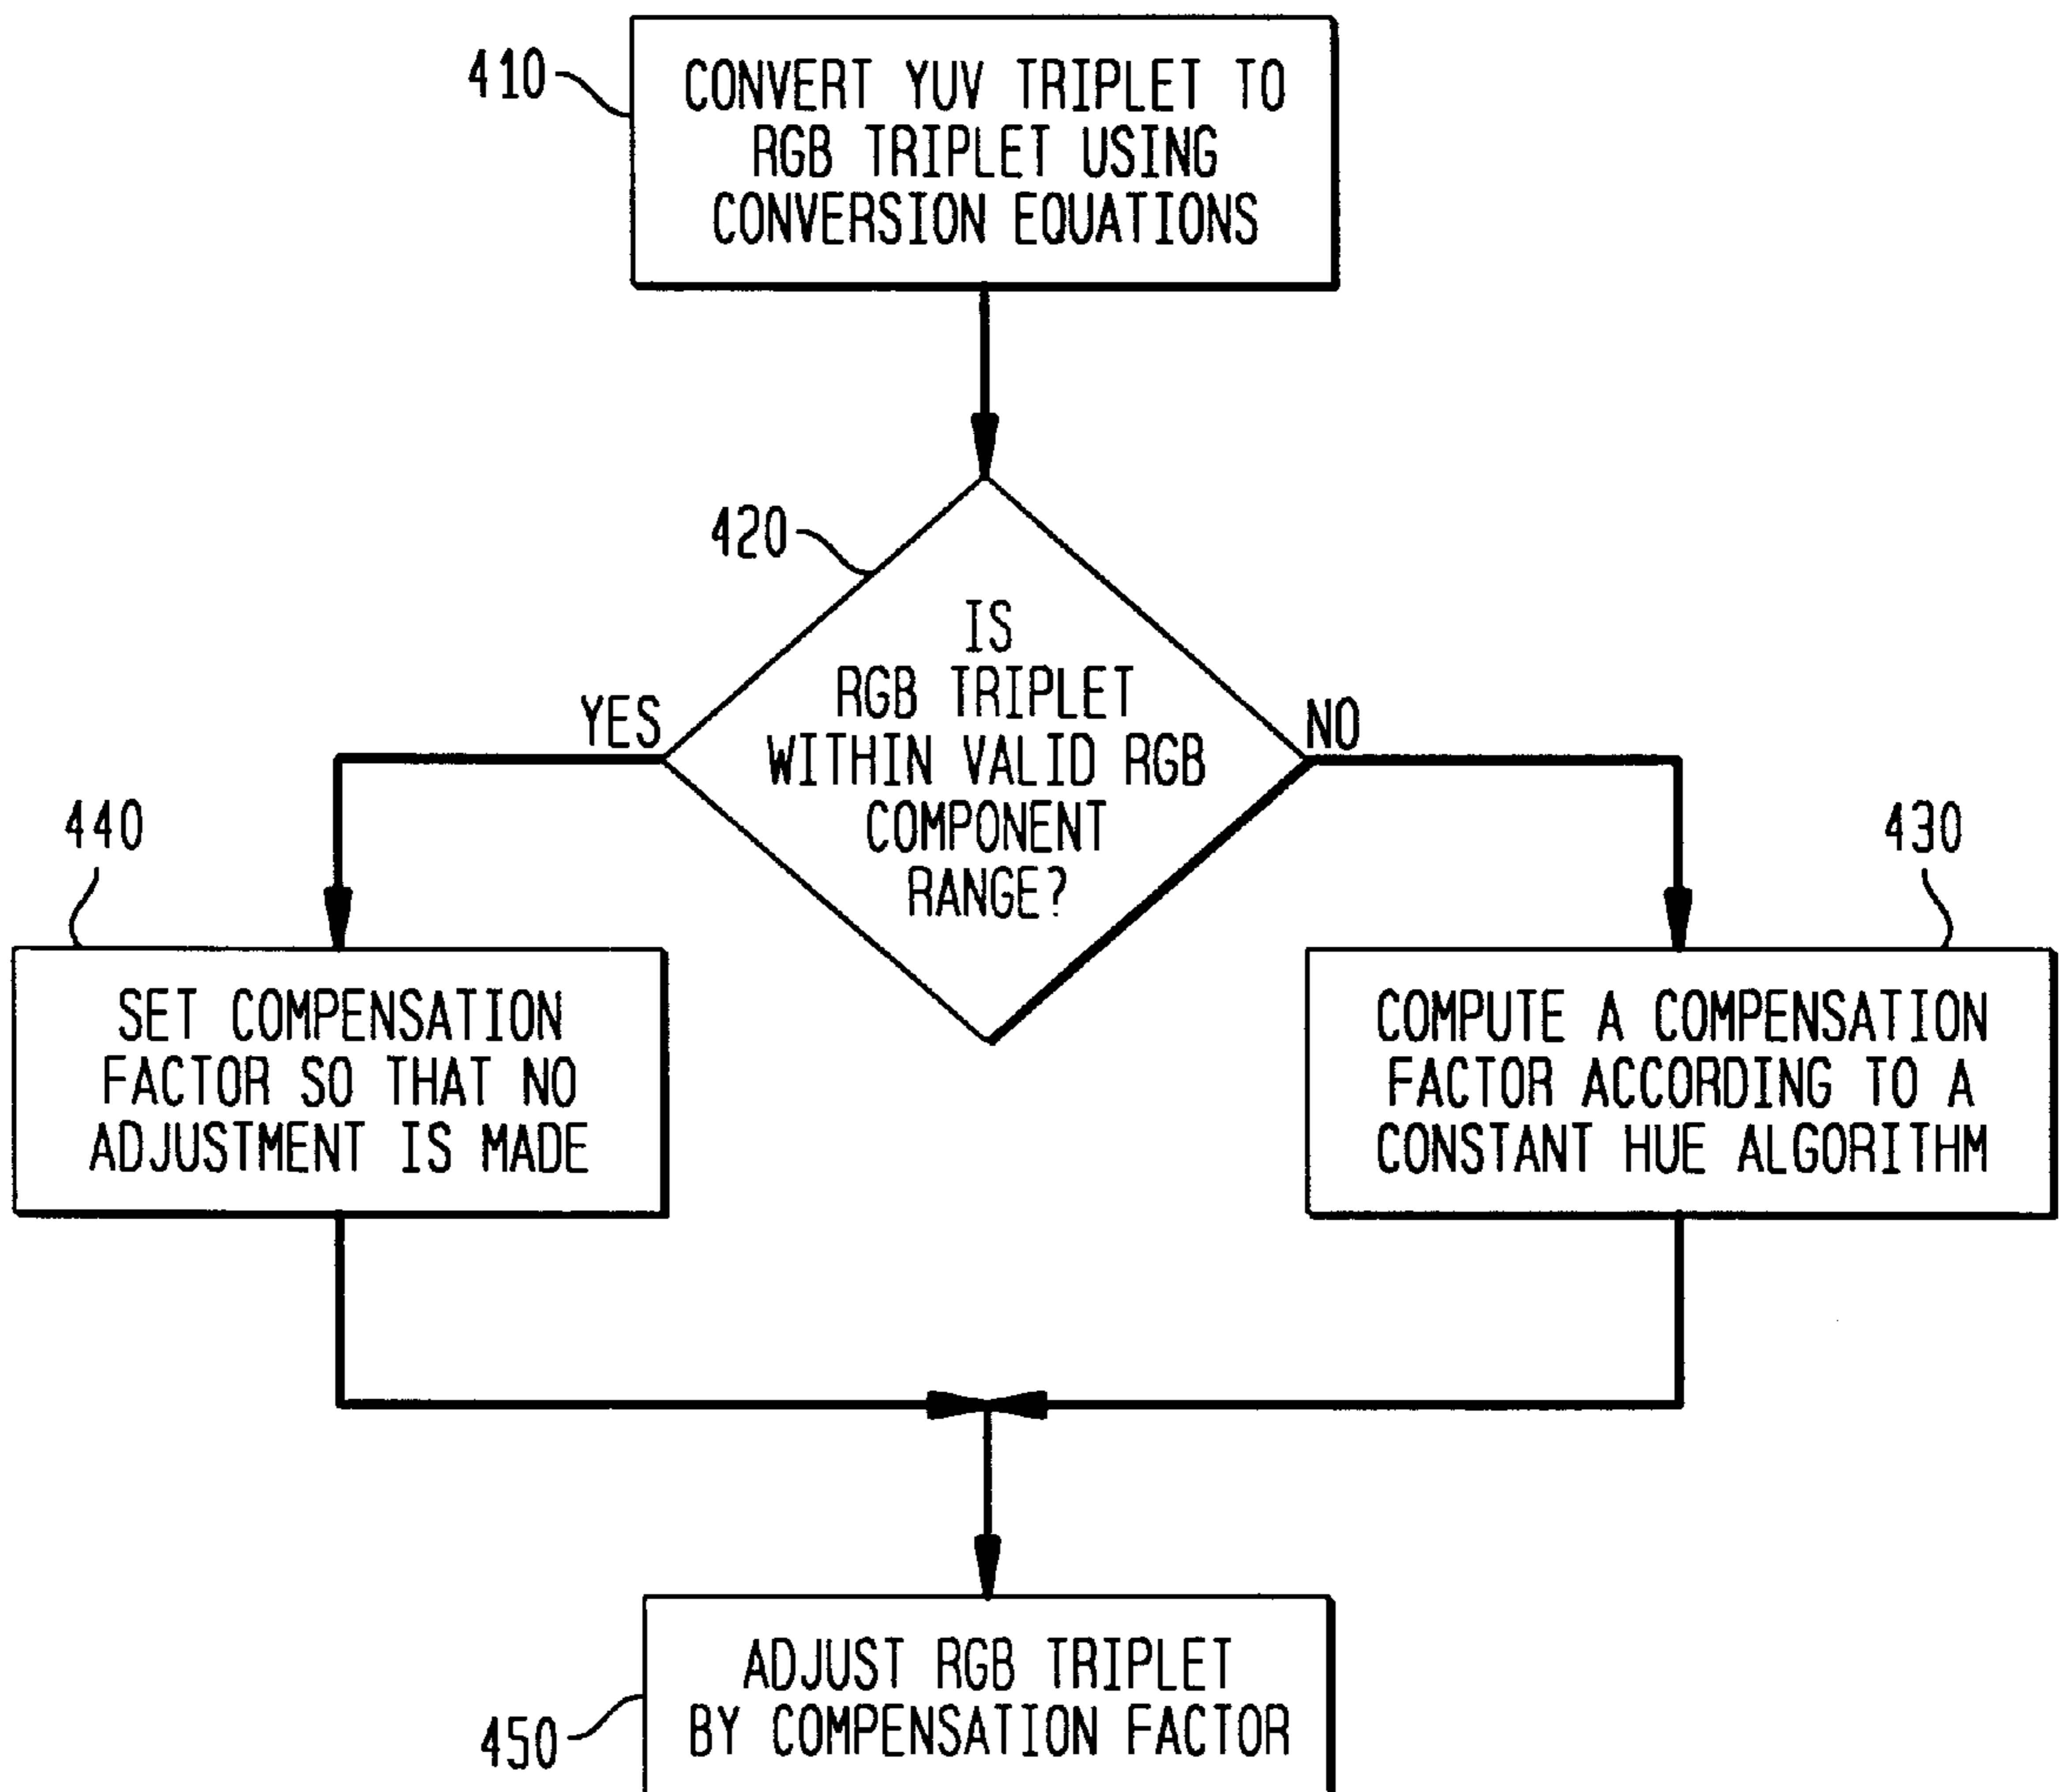 410
CONVERT YUV TRIPLET TO
RGB TRIPLET USING
CONVERSION EQUATIONS
420
IS
RGB TRIPLET
WITHIN VALID RGB
COMPONENT
RANGE?
YES
NO
440
SET COMPENSATION
FACTOR SO THAT NO
ADJUSTMENT IS MADE
430
COMPUTE A COMPENSATION
FACTOR ACCORDING TO A
CONSTANT HUE ALGORITHM
450
ADJUST RGB TRIPLET
BY COMPENSATION FACTOR